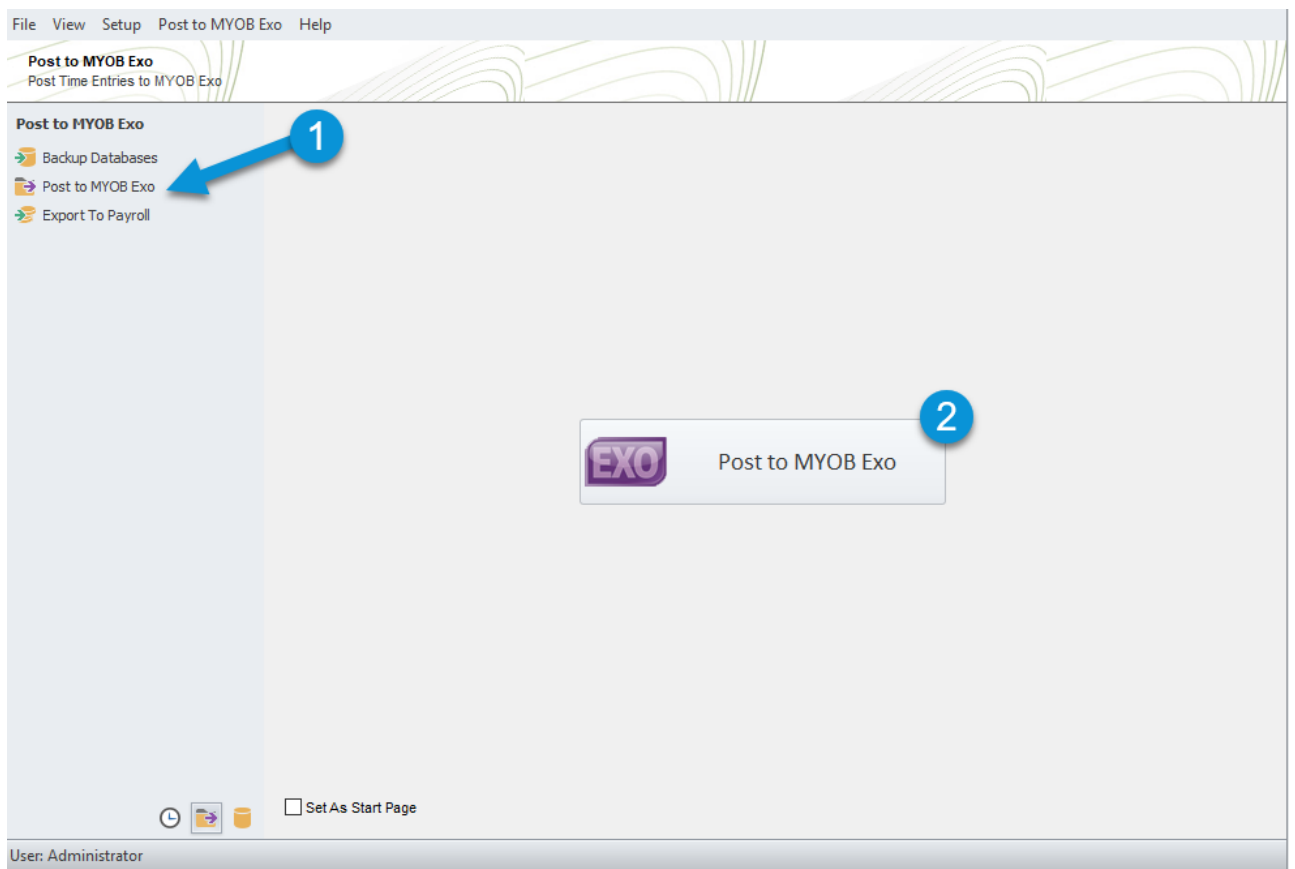 File View Setup Post to MYOB Exo Help
Post to MYOB Exo
Post Time Entries to MYOB Exo
Post to MYOB Exo
1
Backup Databases
Post to MYOB Exo
Export To Payroll
2
EXO Post to MYOB Exo
Set As Start Page
User: Administrator